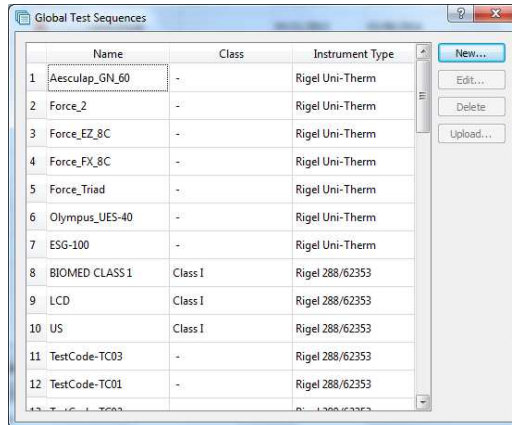 Global Test Sequences
Name Class Instrument Type
1 Aesculap_GN_60 - Rigel Uni-Therm
2 Force_2 - Rigel Uni-Therm
3 Force_EZ_8C - Rigel Uni-Therm
4 Force_FX_8C - Rigel Uni-Therm
5 Force_Triad - Rigel Uni-Therm
6 Olympus_UES-40 - Rigel Uni-Therm
7 ESG-100 - Rigel Uni-Therm
8 BIOMED CLASS 1 Class I Rigel 288/62353
9 LCD Class I Rigel 288/62353
10 US Class I Rigel 288/62353
11 TestCode-TC03 - Rigel 288/62353
12 TestCode-TC01 - Rigel 288/62353
New...
Edit...
Delete
Upload...